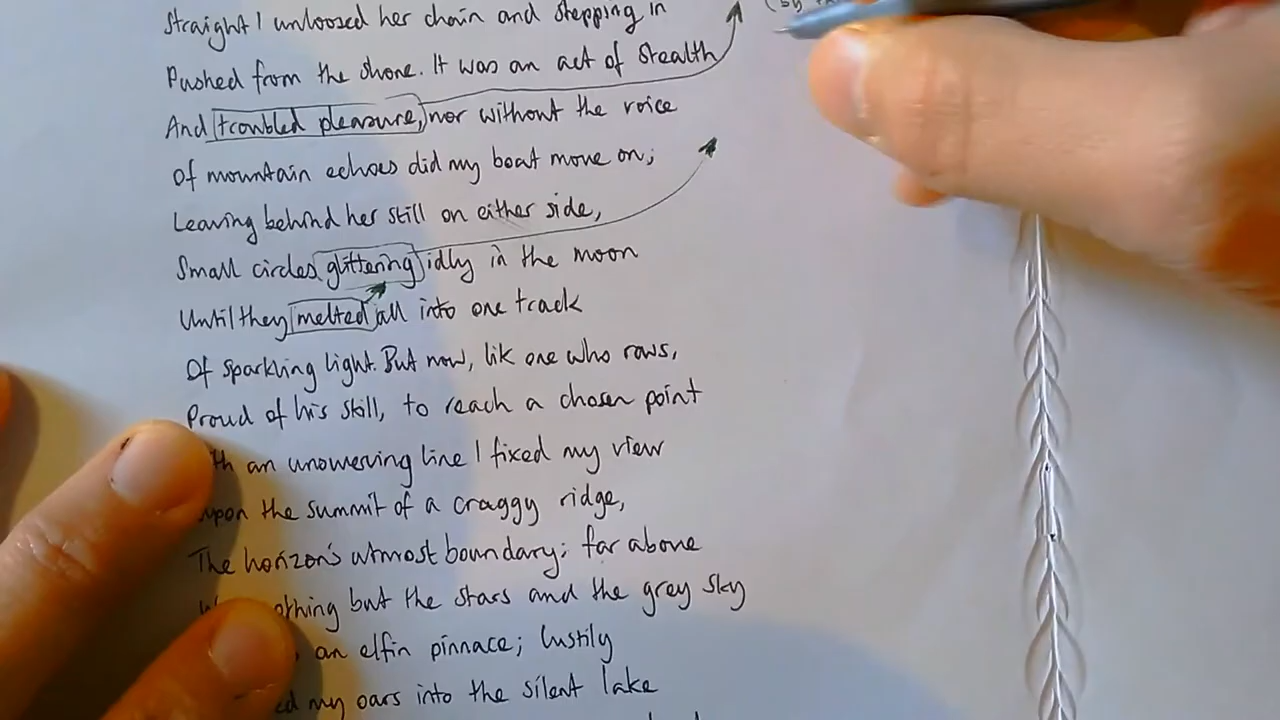 Straight I unloosed her chain and stepping in
Pushed from the shore. It was an act of stealth
And troubled pleasure, nor without the voice
Of mountain echoes did my boat move on;
Leaving behind her still on either side,
Small circles glittering idly in the moon
Until they melted all into one track
Of sparkling light. But now, lik one who rows,
Proud of his skill, to reach a chosen point
th an unswerving line I fixed my view
upon the summit of a craggy ridge,
The horizon's utmost boundary; far above
nothing but the stars and the grey sky
an elfin pinnace; lustily
ed my oars into the silent lake
(by